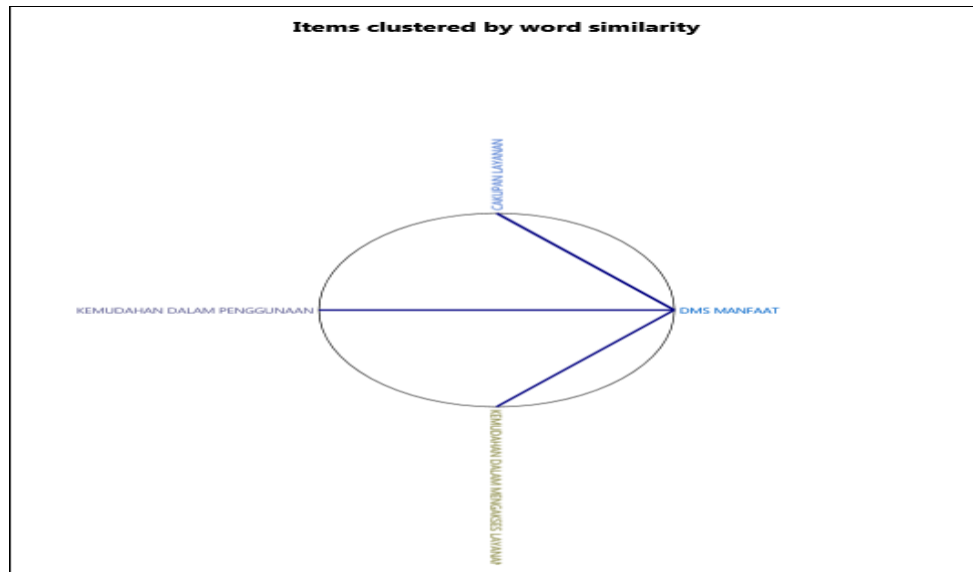 Items clustered by word similarity
CAKUPAN LAYANAN
KEMUDAHAN DALAM PENGGUNAAN
DMS MANFAAT
KEMUDAHAN DALAM MENGAKSES LAYANAN